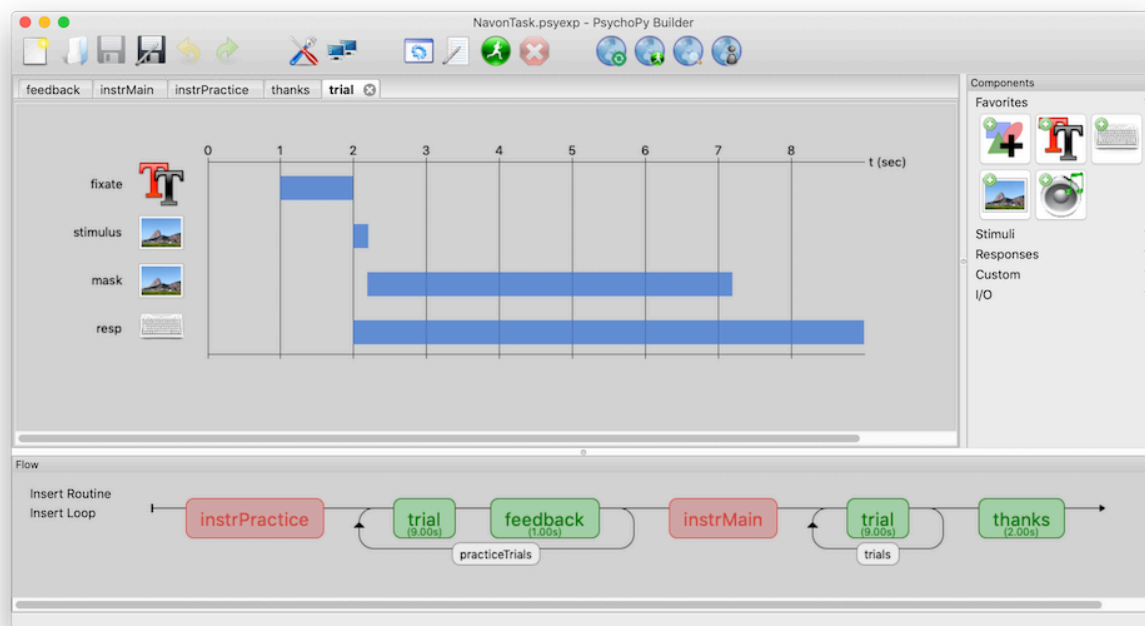 NavonTask.psyexp - PsychoPy Builder
feedback instrMain instrPractice thanks trial
0 1 2 3 4 5 6 7 8
t (sec)
fixate
stimulus
mask
resp
Components
Favorites
Stimuli
Responses
Custom
I/O
Flow
Insert Routine
Insert Loop
instrPractice
trial
(9.00s)
feedback
(1.00s)
practiceTrials
instrMain
trial
(9.00s)
trials
thanks
(2.00s)